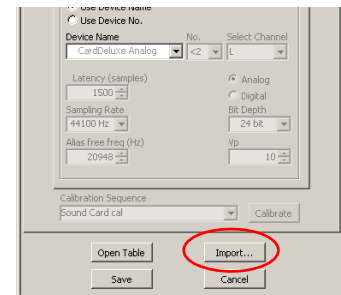 Use Device Name
Use Device No.
Device Name No. Select Channel
CardDeluxe Analog <2 L
Latency (samples) Analog
1500 Digital
Sampling Rate Bit Depth
44100 Hz 24 bit
Alias free freq (Hz) Vp
20948 10
Calibration Sequence
Sound Card cal Calibrate
Open Table Import...
Save Cancel